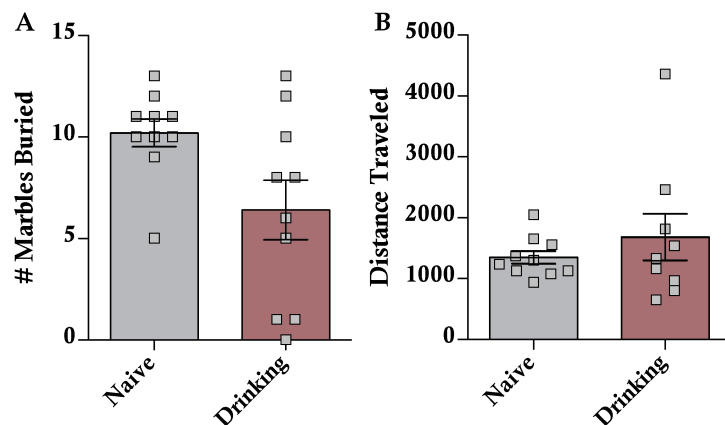 A
# Marbles Buried
15
10
5
0
Naive
Drinking
B
Distance Traveled
5000
4000
3000
2000
1000
0
Naive
Drinking